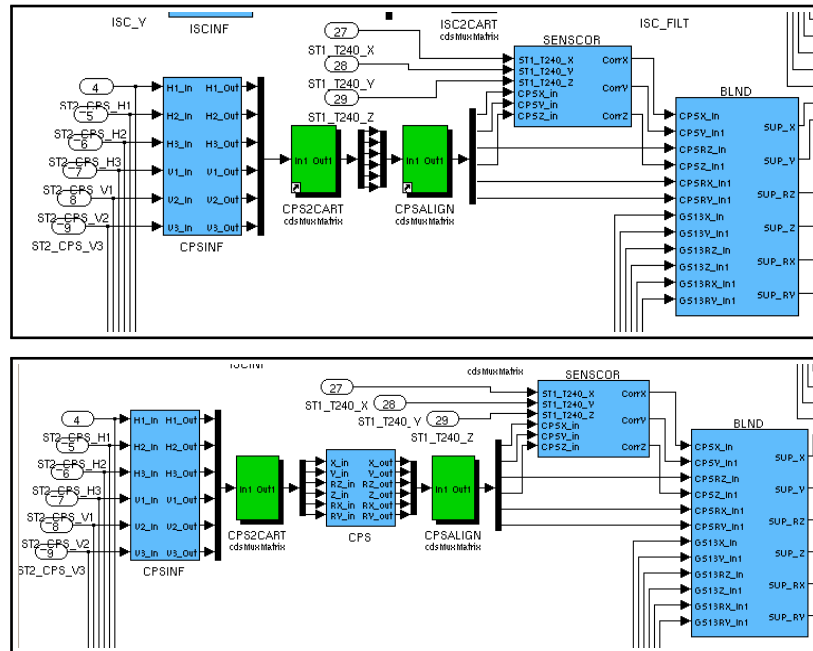 ISC_Y
ISCINF
27
ISC2CART
cdsMuxMatrix
ISC_FILT
ST1_T240_X
28
ST1_T240_Y
29
ST1_T240_Z
SENSCOR
ST1_T240_X
ST1_T240_Y
ST1_T240_Z
CPSX_in
CPSY_in
CPSZ_in
CorrX
CorrY
CorrZ
4
ST2_CPS_H1
5
ST2_CPS_H2
6
ST2_CPS_H3
7
ST2_CPS_V1
8
ST2_CPS_V2
9
ST2_CPS_V3
H1_In H1_Out
H2_In H2_Out
H3_In H3_Out
V1_In V1_Out
V2_In V2_Out
V3_In V3_Out
CPSINF
In1 Out1
CPS2CART
cdsMuxMatrix
In1 Out1
CPSALIGN
cdsMuxMatrix
BLND
CPSX_In
CPSY_In1
CPSRZ_In
CPSZ_In1
CPSRX_In1
CPSRY_In1
GS13X_In
GS13Y_In1
GS13RZ_In
GS13Z_In1
GS13RX_In1
GS13RY_In1
SUP_X
SUP_Y
SUP_RZ
SUP_Z
SUP_RX
SUP_RY
ISCINF
cdsMuxMatrix
27
ST1_T240_X
28
ST1_T240_Y
29
ST1_T240_Z
SENSCOR
ST1_T240_X
ST1_T240_Y
ST1_T240_Z
CPSX_in
CPSY_in
CPSZ_in
CorrX
CorrY
CorrZ
4
ST2_CPS_H1
5
ST2_CPS_H2
6
ST2_CPS_H3
7
ST2_CPS_V1
8
ST2_CPS_V2
9
ST2_CPS_V3
H1_In H1_Out
H2_In H2_Out
H3_In H3_Out
V1_In V1_Out
V2_In V2_Out
V3_In V3_Out
CPSINF
In1 Out1
CPS2CART
cdsMuxMatrix
X_in X_out
Y_in Y_out
RZ_in RZ_out
Z_in Z_out
RX_in RX_out
RY_in RY_out
CPS
In1 Out1
CPSALIGN
cdsMuxMatrix
BLND
CPSX_In
CPSY_In1
CPSRZ_In
CPSZ_In1
CPSRX_In1
CPSRY_In1
GS13X_In
GS13Y_In1
GS13RZ_In
GS13Z_In1
GS13RX_In1
GS13RY_In1
SUP_X
SUP_Y
SUP_RZ
SUP_Z
SUP_RX
SUP_RY